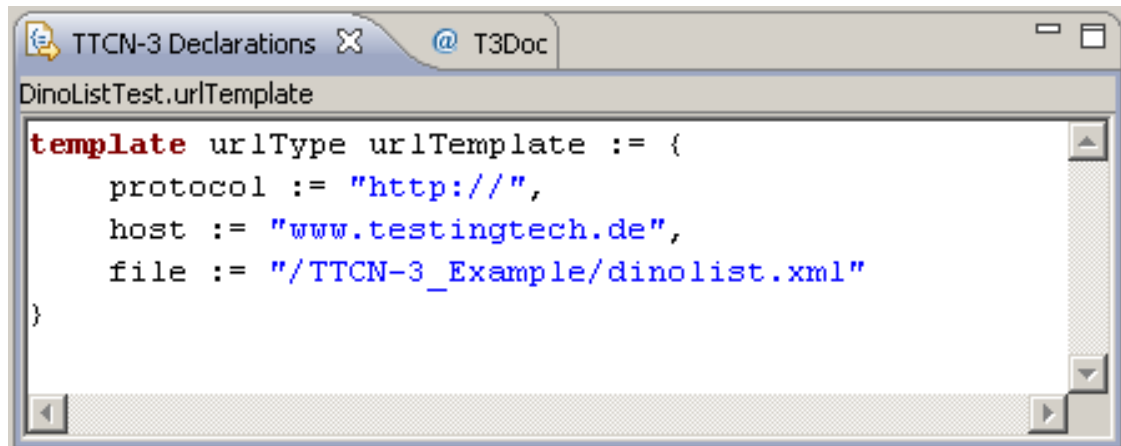 TTCN-3 Declarations @ T3Doc
DinoListTest.urlTemplate
template urlType urlTemplate := {
    protocol := "http://",
    host := "www.testingtech.de",
    file := "/TTCN-3_Example/dinolist.xml"
}